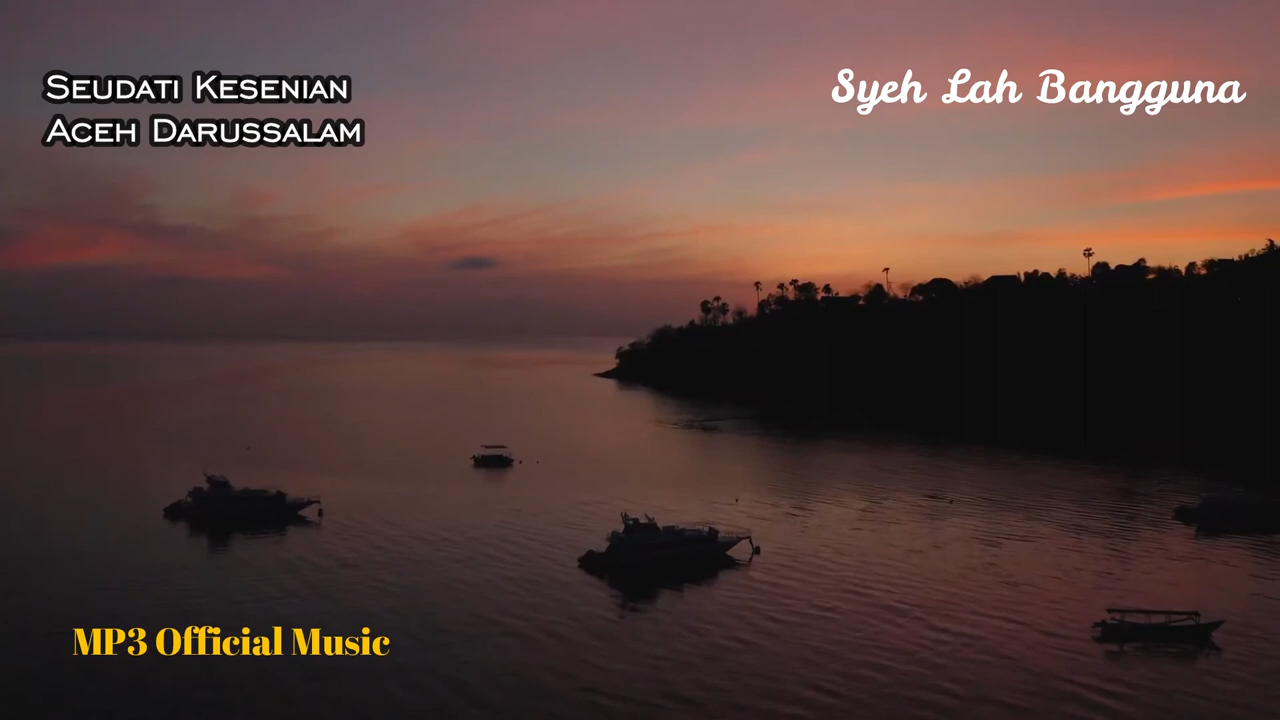 Seudati Kesenian
Aceh Darussalam
Syeh Lah Bangguna
MP3 Official Music